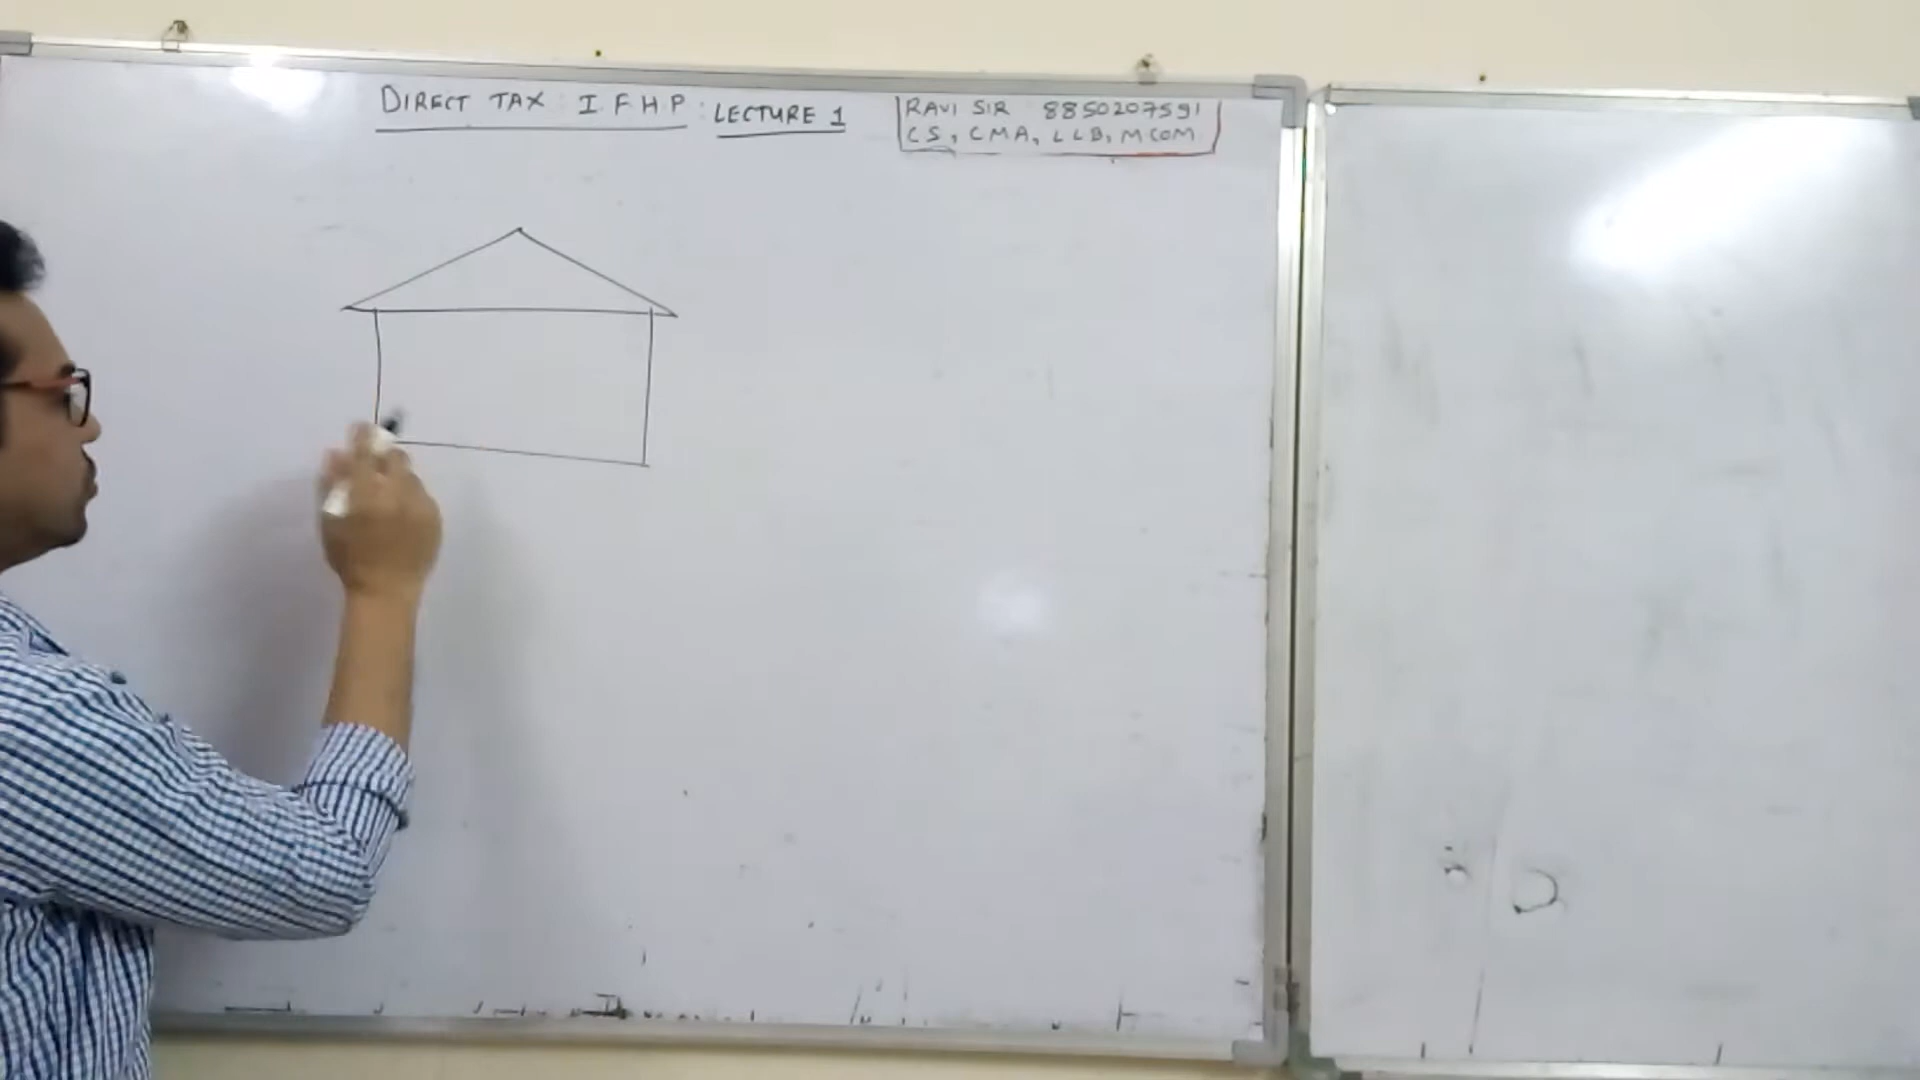 DIRECT TAX : I F H P : LECTURE 1
RAVI SIR 8850207591
CS, CMA, LLB, MCOM